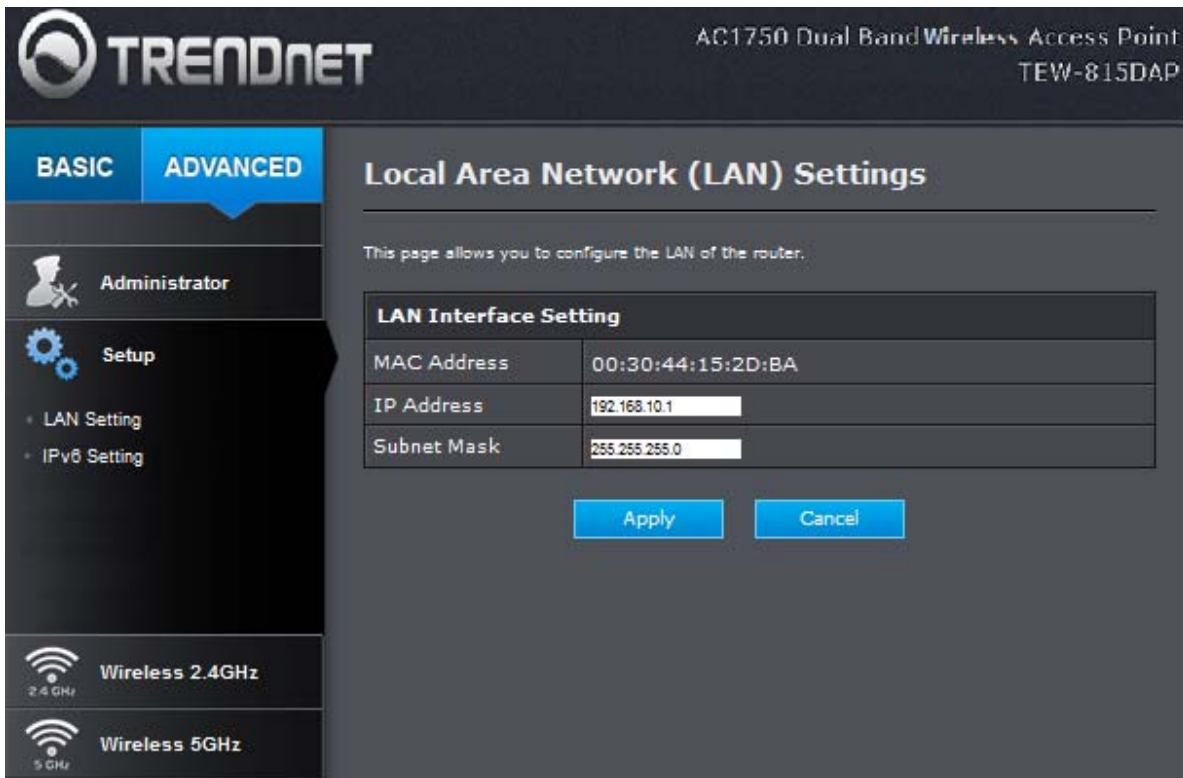 TRENDnet
AC1750 Dual Band Wireless Access Point
TEW-815DAP
BASIC
ADVANCED
Administrator
Setup
LAN Setting
IPv6 Setting
Wireless 2.4GHz
2.4 GHz
Wireless 5GHz
5 GHz
Local Area Network (LAN) Settings
This page allows you to configure the LAN of the router.
LAN Interface Setting
MAC Address 00:30:44:15:2D:BA
IP Address 192.168.10.1
Subnet Mask 255.255.255.0
Apply Cancel